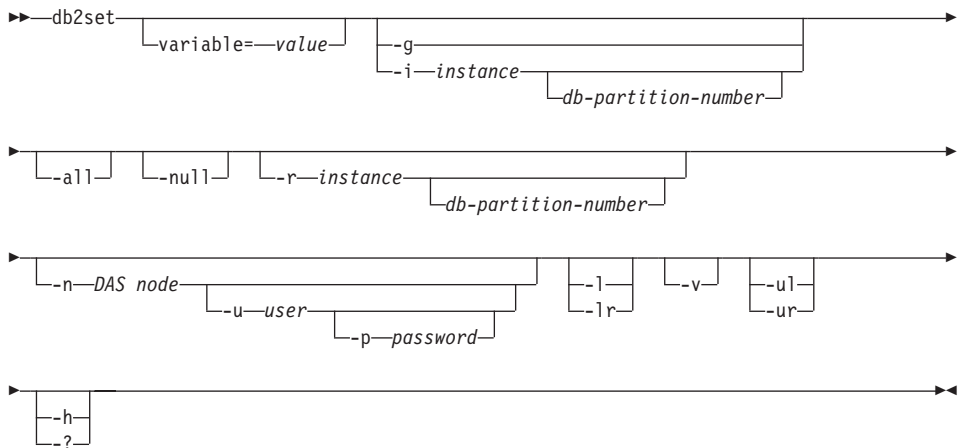 db2set
variable= value
-g
-i instance
db-partition-number
-all
-null
-r instance
db-partition-number
-n DAS node
-u user
-p password
-l
-lr
-v
-ul
-ur
-h
-?